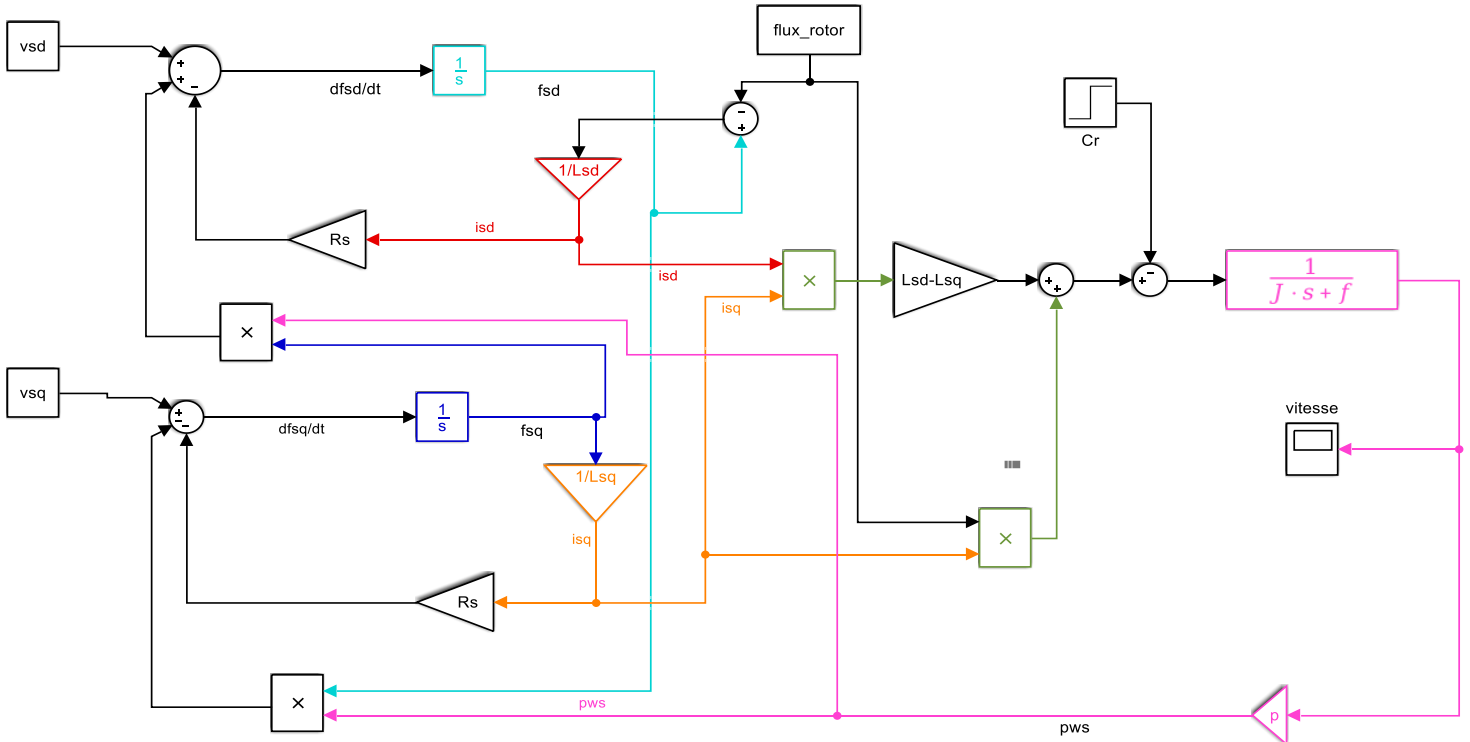 flux_rotor
vsd
+
+
−
dfsd/dt
1
s
fsd
−
+
Cr
1/Lsd
isd
Rs
isd
×
isq
Lsd-Lsq
+
+
+
−
1
J · s + f
×
vsq
+
−
−
dfsq/dt
1
s
fsq
vitesse
1/Lsq
isq
×
Rs
×
pws
pws
p